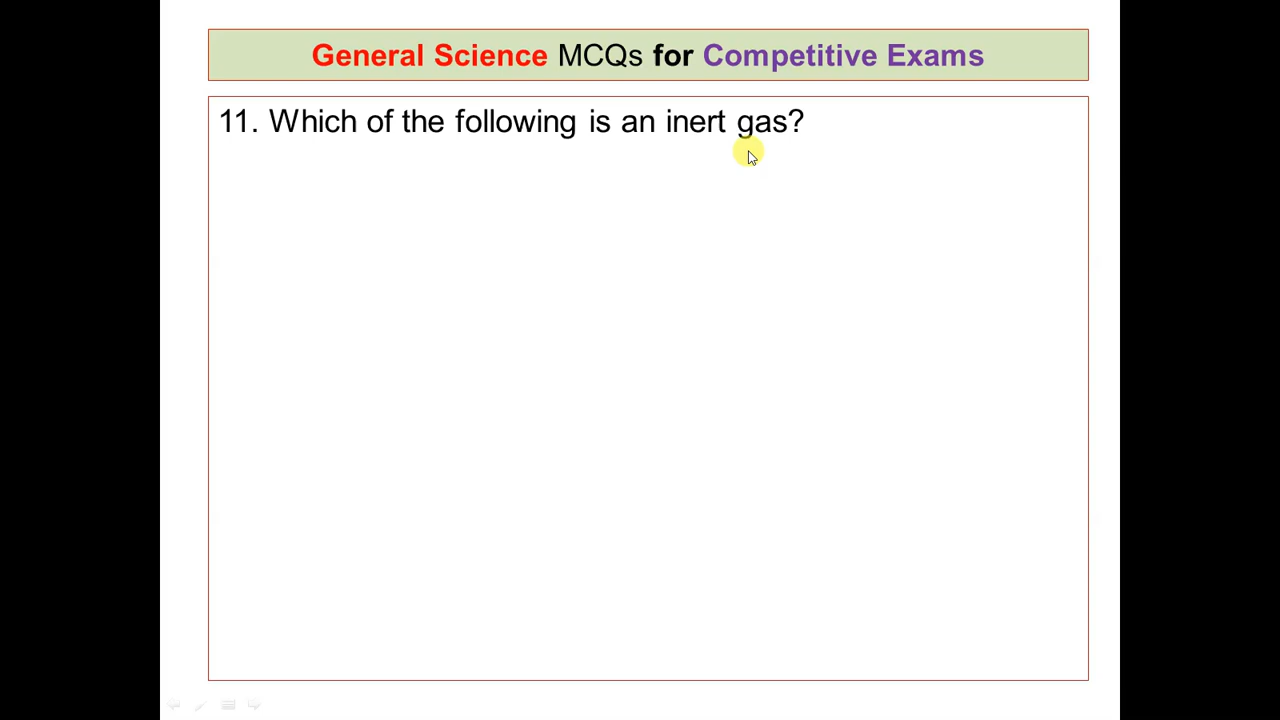 General Science MCQs for Competitive Exams
11. Which of the following is an inert gas?